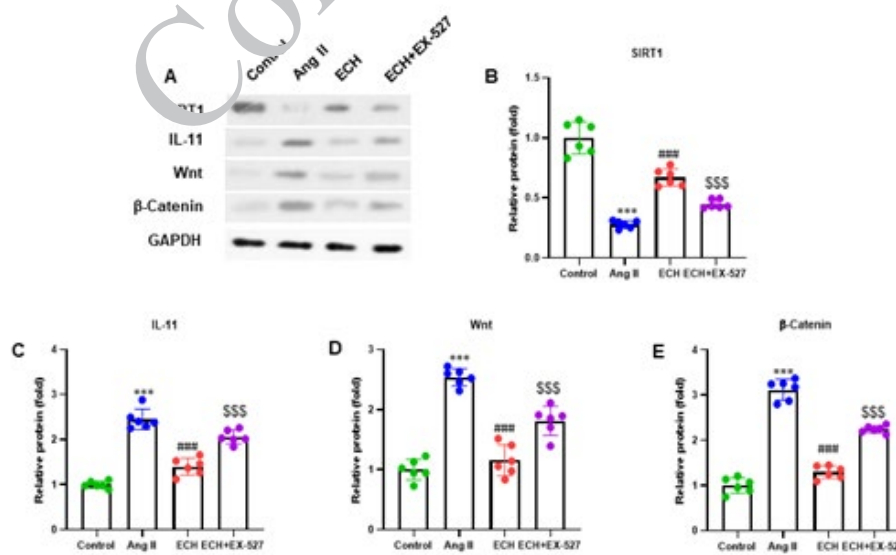 Co
A
Control
Ang II
ECH
ECH+EX-527
RT1
IL-11
Wnt
β-Catenin
GAPDH
B
SIRT1
Relative protein (fold)
1.5
1.0
0.5
0.0
***
###
$$$
Control Ang II ECH ECH+EX-527
C
IL-11
Relative protein (fold)
4
3
2
1
0
***
###
$$$
Control Ang II ECH ECH+EX-527
D
Wnt
Relative protein (fold)
3
2
1
0
***
###
$$$
Control Ang II ECH ECH+EX-527
E
β-Catenin
Relative protein (fold)
4
3
2
1
0
***
###
$$$
Control Ang II ECH ECH+EX-527